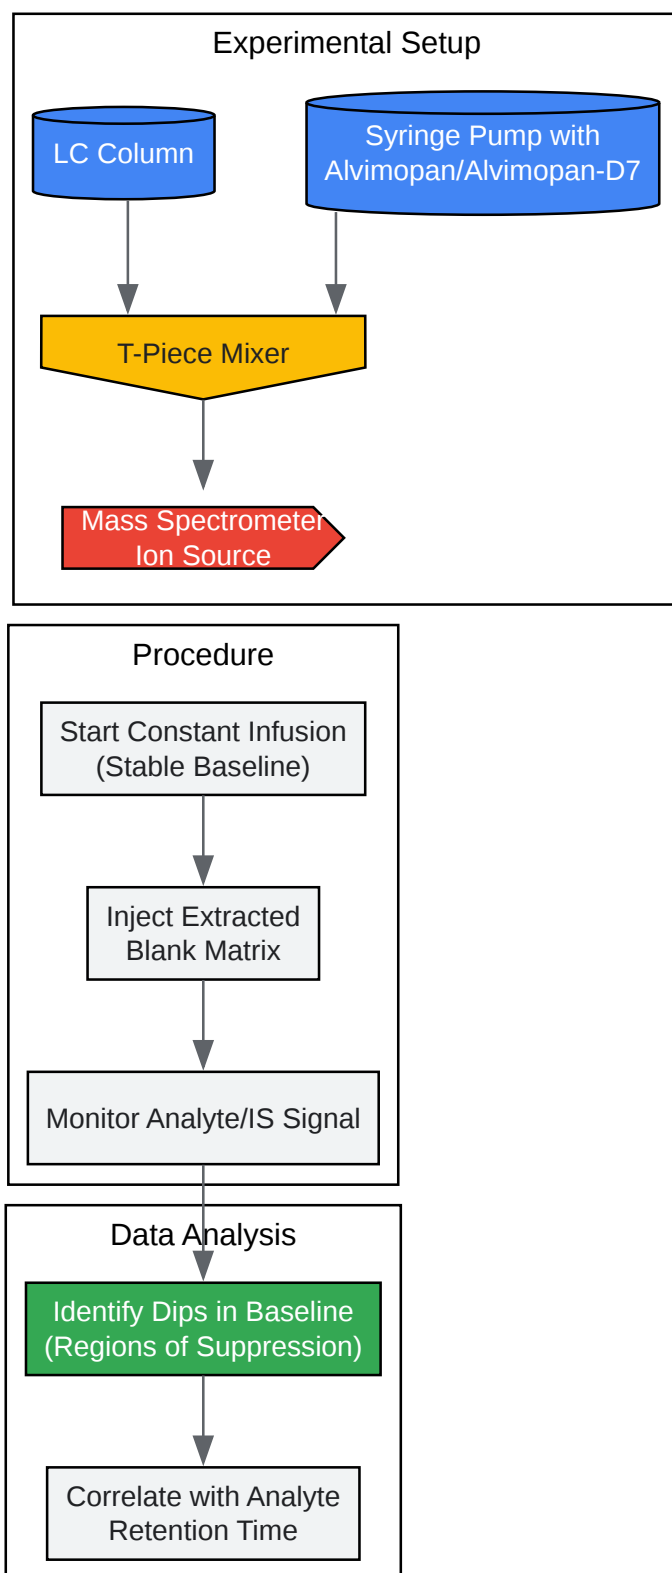 Experimental Setup
LC Column
Syringe Pump with
Alvimopan/Alvimopan-D7
T-Piece Mixer
Mass Spectrometer
Ion Source
Procedure
Start Constant Infusion
(Stable Baseline)
Inject Extracted
Blank Matrix
Monitor Analyte/IS Signal
Data Analysis
Identify Dips in Baseline
(Regions of Suppression)
Correlate with Analyte
Retention Time